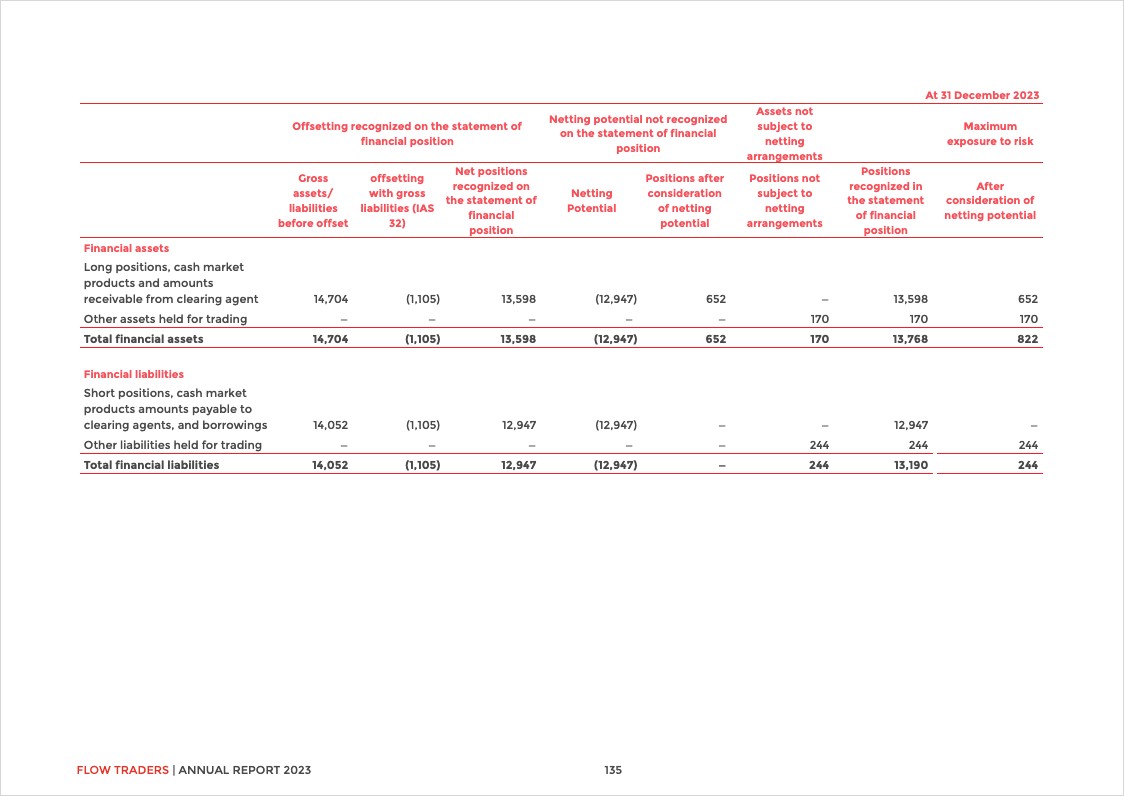 At 31 December 2023
Offsetting recognized on the statement of
financial position
Netting potential not recognized
on the statement of financial
position
Assets not
subject to
netting
arrangements
Maximum
exposure to risk
Gross
assets/
liabilities
before offset
offsetting
with gross
liabilities (IAS
32)
Net positions
recognized on
the statement of
financial
position
Netting
Potential
Positions after
consideration
of netting
potential
Positions not
subject to
netting
arrangements
Positions
recognized in
the statement
of financial
position
After
consideration of
netting potential
Financial assets
Long positions, cash market
products and amounts
receivable from clearing agent 14,704 (1,105) 13,598 (12,947) 652 – 13,598 652
Other assets held for trading – – – – – 170 170 170
Total financial assets 14,704 (1,105) 13,598 (12,947) 652 170 13,768 822
Financial liabilities
Short positions, cash market
products amounts payable to
clearing agents, and borrowings 14,052 (1,105) 12,947 (12,947) – – 12,947 –
Other liabilities held for trading – – – – – 244 244 244
Total financial liabilities 14,052 (1,105) 12,947 (12,947) – 244 13,190 244
FLOW TRADERS | ANNUAL REPORT 2023 135